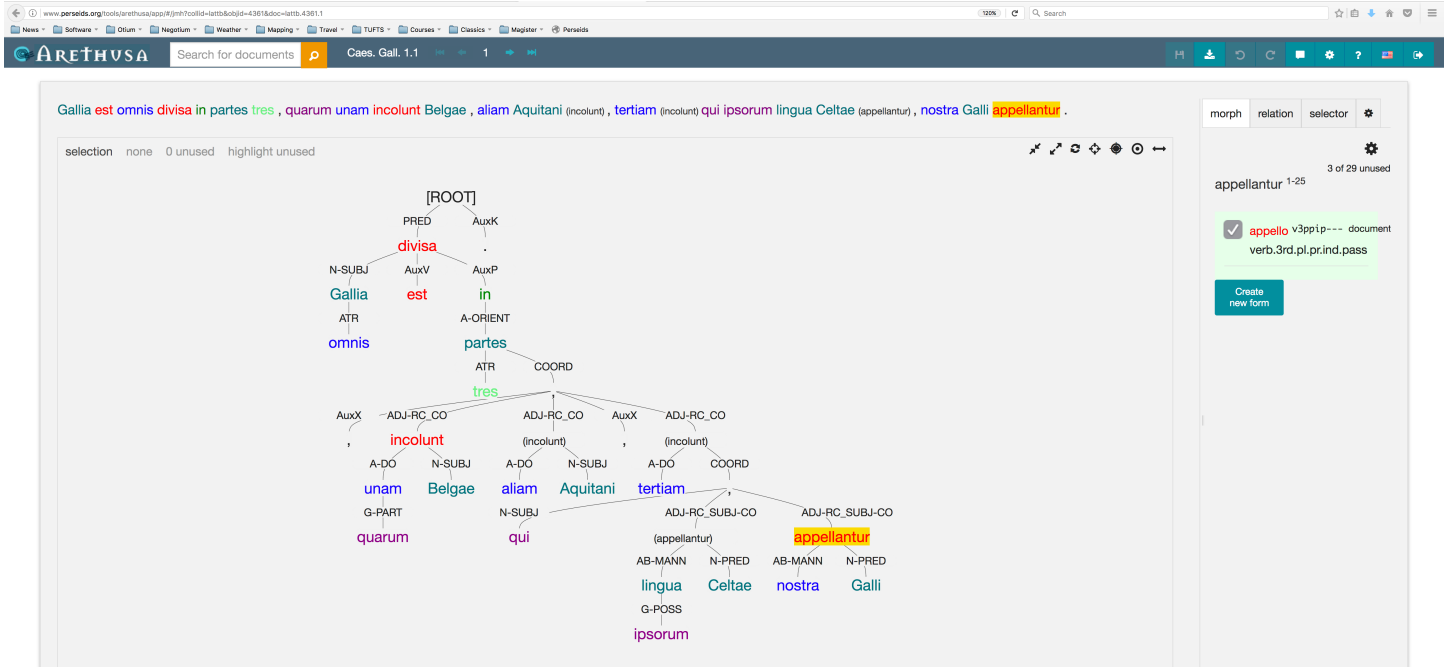 www.perseids.org/tools/arethusa/app/#/jmh?collid=lattb&objid=4361&doc=lattb.4361.1 120% C Search
News Software Otium Negotium Weather Mapping Travel TUFTS Courses Classics Magister Perseids
ARETHUSA Search for documents Caes. Gall. 1.1 1 ?
Gallia est omnis divisa in partes tres , quarum unam incolunt Belgae , aliam Aquitani (incolunt) , tertiam (incolunt) qui ipsorum lingua Celtae (appellantur) , nostra Galli appellantur .
morph relation selector
selection none 0 unused highlight unused
3 of 29 unused
appellantur 1-25
appello v3ppip--- document
verb.3rd.pl.pr.ind.pass
Create
new form
[ROOT]
PRED AuxK
divisa .
N-SUBJ AuxV AuxP
Gallia est in
ATR A-ORIENT
omnis partes
ATR COORD
tres ,
AuxX ADJ-RC_CO ADJ-RC_CO AuxX ADJ-RC_CO
, incolunt (incolunt) , (incolunt)
A-DO N-SUBJ A-DO N-SUBJ A-DO COORD
unam Belgae aliam Aquitani tertiam ,
G-PART N-SUBJ ADJ-RC_SUBJ-CO ADJ-RC_SUBJ-CO
quarum qui (appellantur) appellantur
AB-MANN N-PRED AB-MANN N-PRED
lingua Celtae nostra Galli
G-POSS
ipsorum